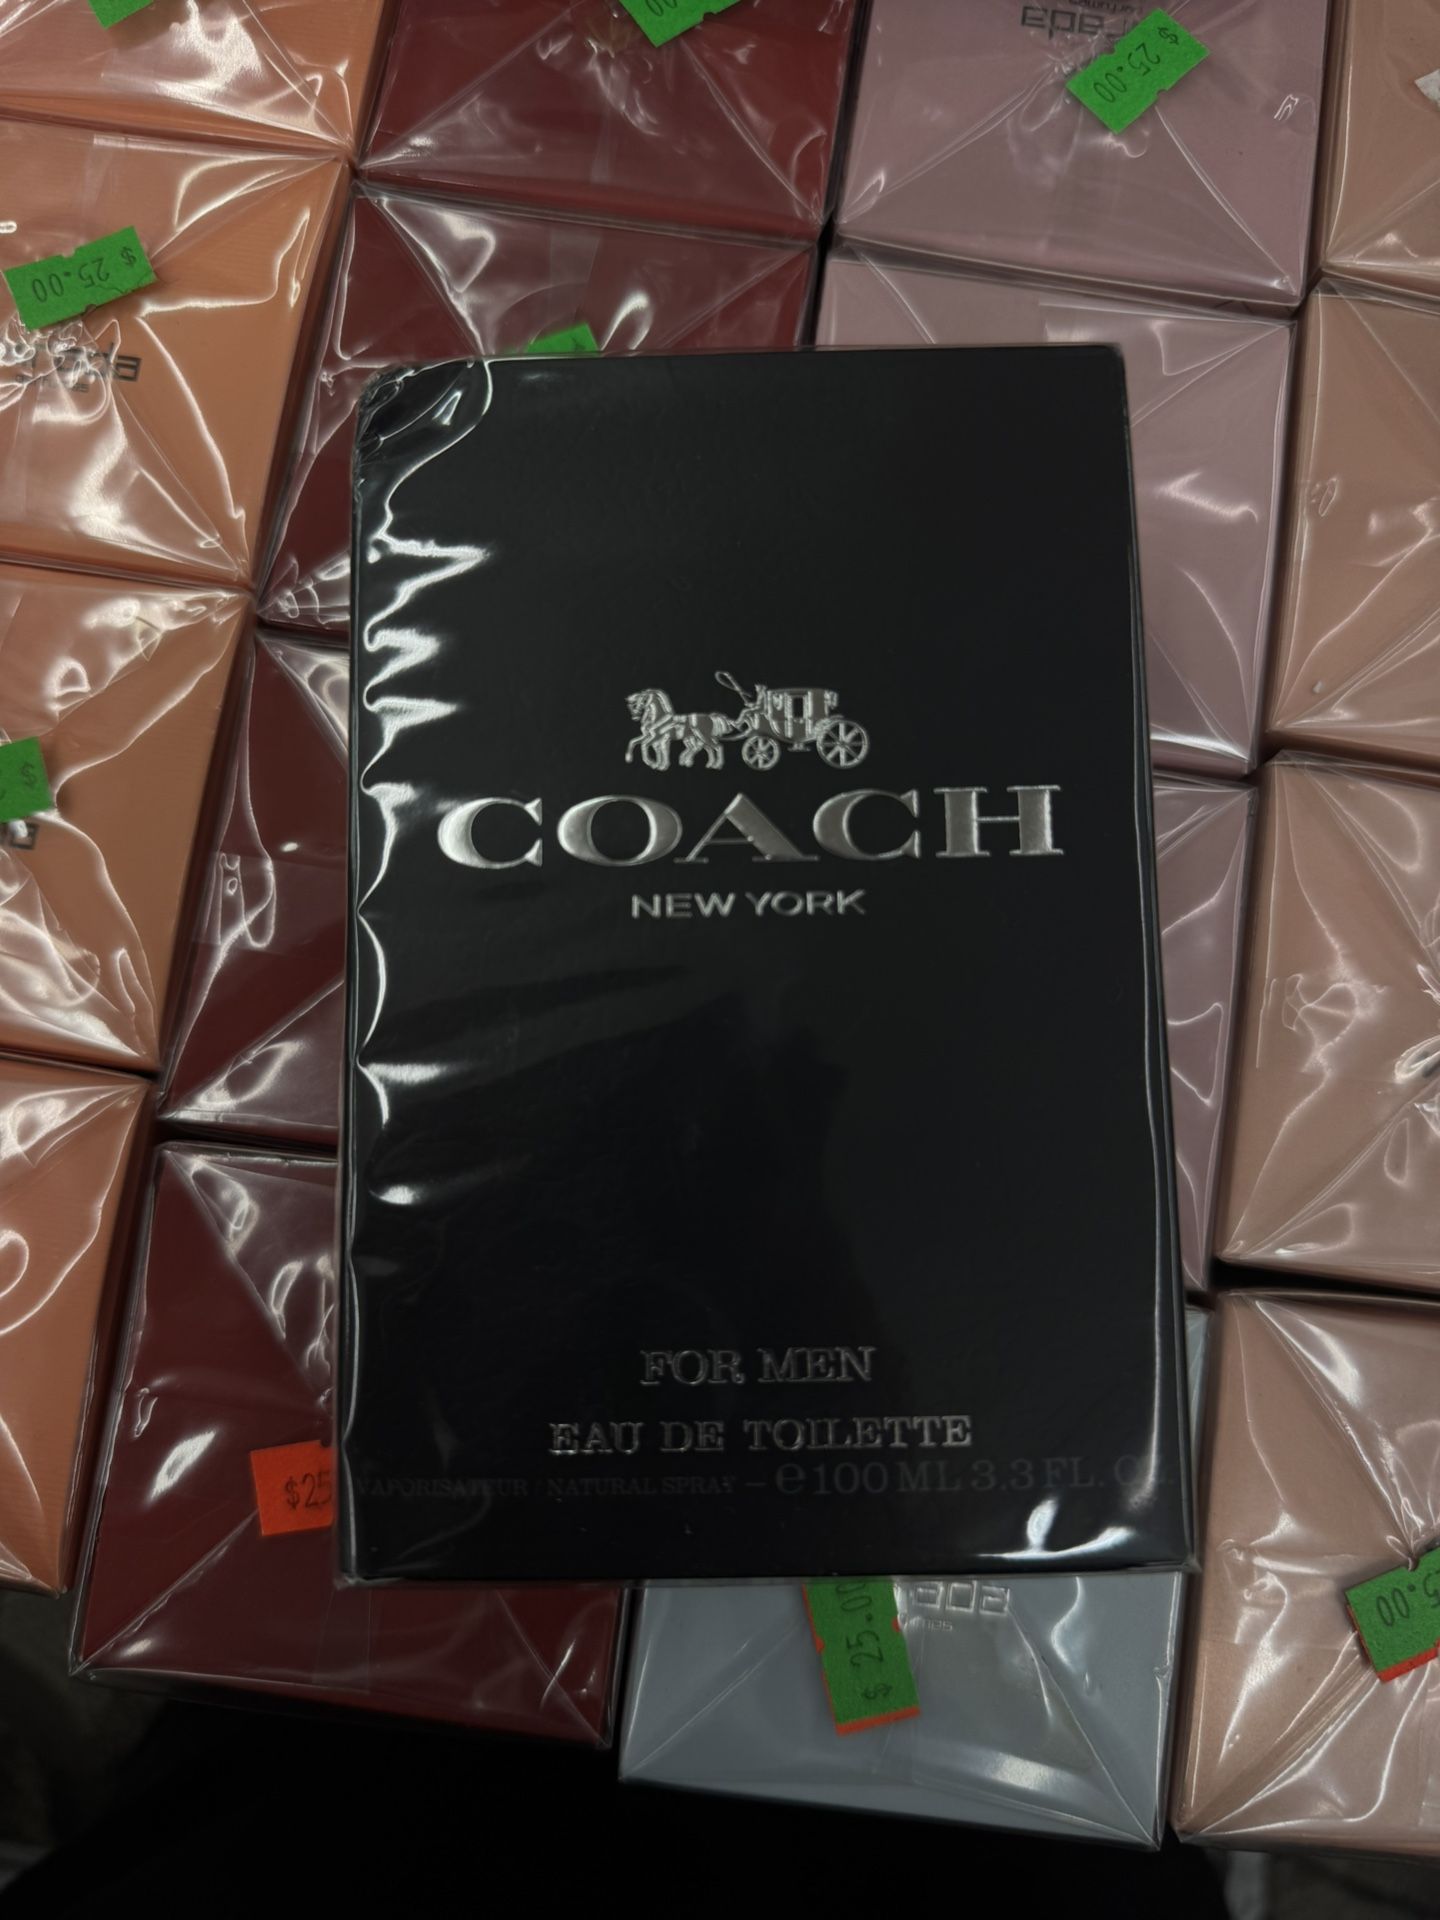 $ 25.00
$ 25.00
COACH
NEW YORK
FOR MEN
EAU DE TOILETTE
VAPORISATEUR / NATURAL SPRAY – e 100 ML 3.3 FL.
$25
$ 25.00